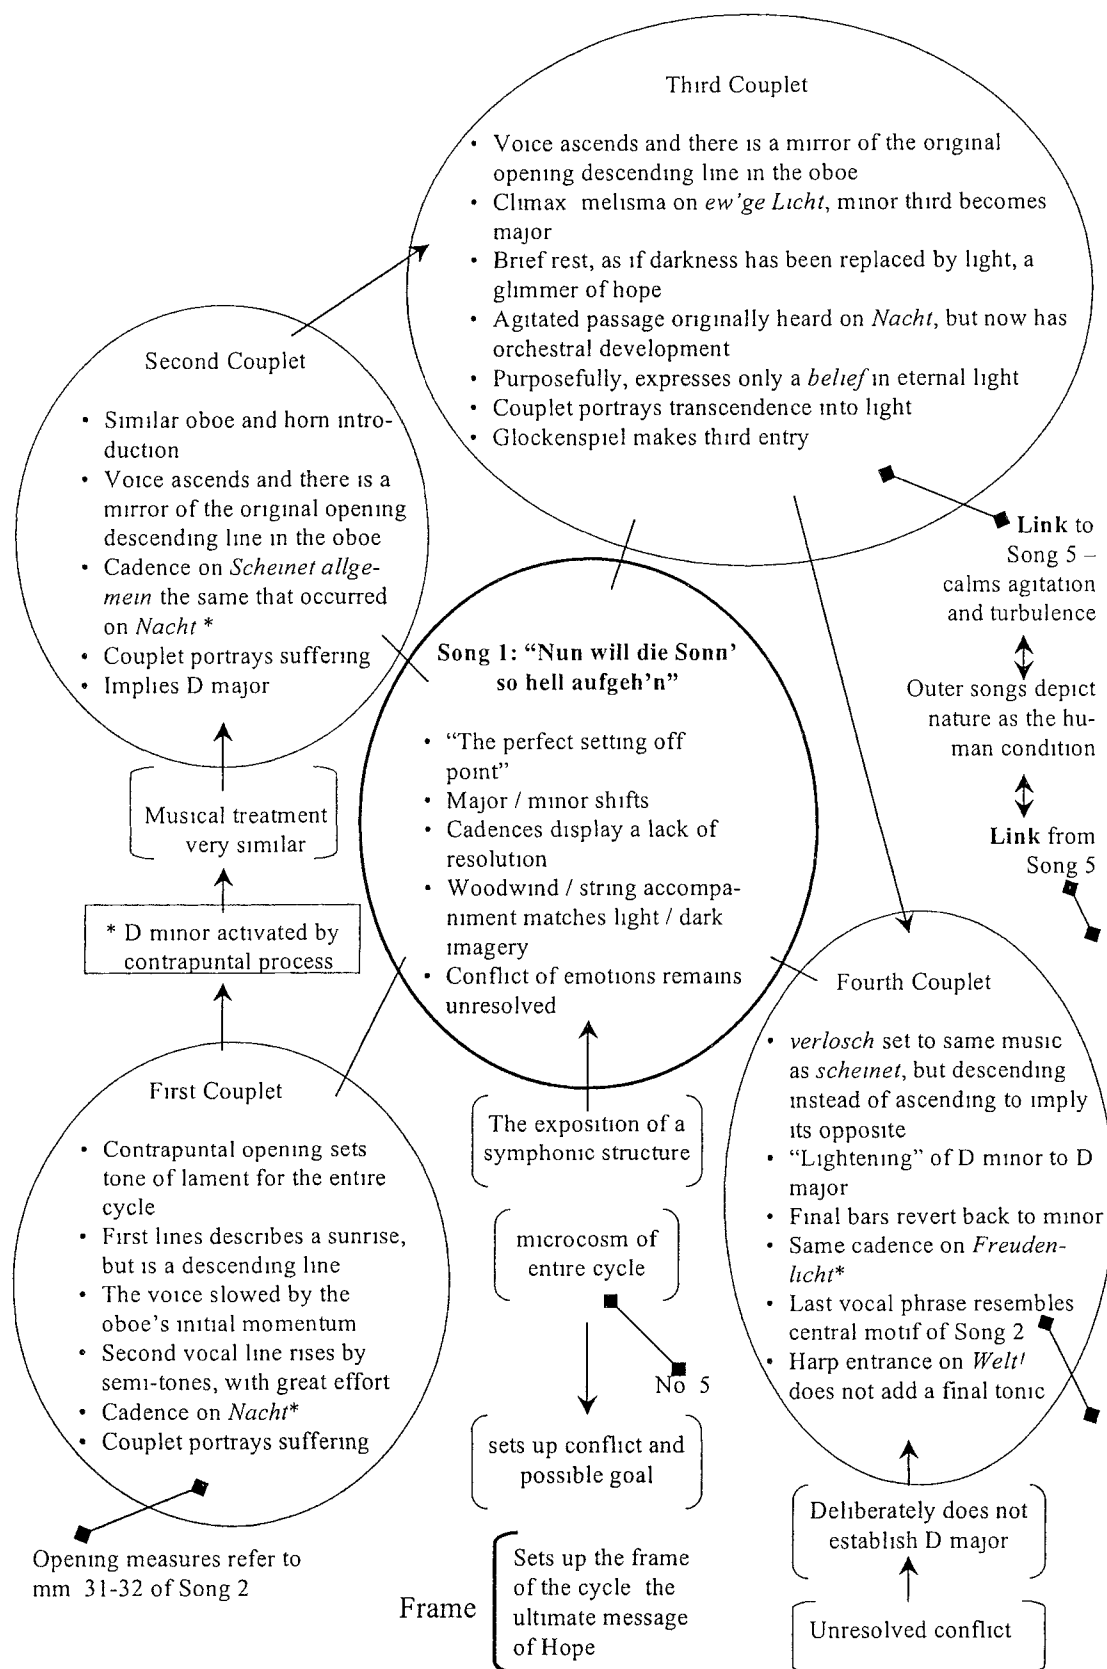 Third Couplet
• Voice ascends and there is a mirror of the original
opening descending line in the oboe
• Climax melisma on ew'ge Licht, minor third becomes
major
• Brief rest, as if darkness has been replaced by light, a
glimmer of hope
• Agitated passage originally heard on Nacht, but now has
orchestral development
• Purposefully, expresses only a belief in eternal light
• Couplet portrays transcendence into light
• Glockenspiel makes third entry
Second Couplet
• Similar oboe and horn intro-
duction
• Voice ascends and there is a
mirror of the original opening
descending line in the oboe
• Cadence on Scheinet allge-
mein the same that occurred
on Nacht *
• Couplet portrays suffering
• Implies D major
Link to
Song 5 –
calms agitation
and turbulence
Outer songs depict
nature as the hu-
man condition
Link from
Song 5
Song 1: “Nun will die Sonn’
so hell aufgeh’n”
• “The perfect setting off
point”
• Major / minor shifts
• Cadences display a lack of
resolution
• Woodwind / string accompa-
niment matches light / dark
imagery
• Conflict of emotions remains
unresolved
Musical treatment
very similar
* D minor activated by
contrapuntal process
First Couplet
• Contrapuntal opening sets
tone of lament for the entire
cycle
• First lines describes a sunrise,
but is a descending line
• The voice slowed by the
oboe's initial momentum
• Second vocal line rises by
semi-tones, with great effort
• Cadence on Nacht*
• Couplet portrays suffering
Opening measures refer to
mm 31-32 of Song 2
The exposition of a
symphonic structure
microcosm of
entire cycle
No 5
sets up conflict and
possible goal
Frame
Sets up the frame
of the cycle the
ultimate message
of Hope
Fourth Couplet
• verlosch set to same music
as scheinet, but descending
instead of ascending to imply
its opposite
• “Lightening” of D minor to D
major
• Final bars revert back to minor
• Same cadence on Freuden-
licht*
• Last vocal phrase resembles
central motif of Song 2
• Harp entrance on Welt!
does not add a final tonic
Deliberately does not
establish D major
Unresolved conflict